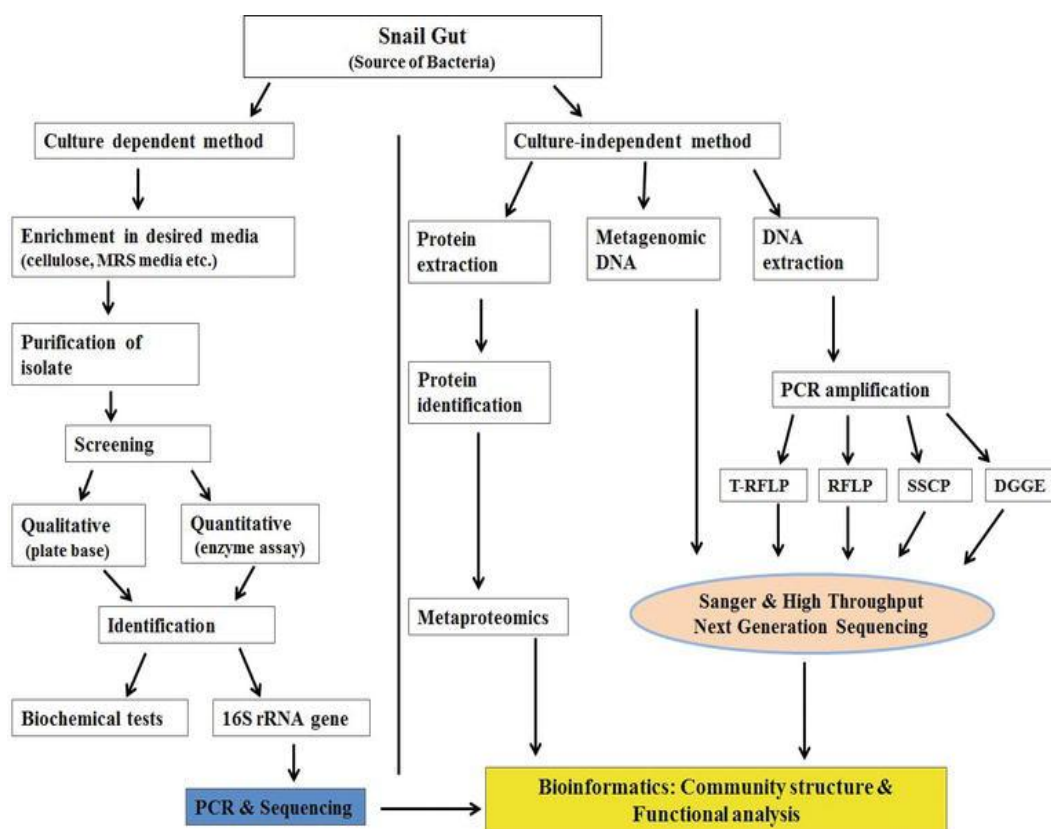 Snail Gut
(Source of Bacteria)
Culture dependent method
Enrichment in desired media
(cellulose, MRS media etc.)
Purification of
isolate
Screening
Qualitative
(plate base)
Quantitative
(enzyme assay)
Identification
Biochemical tests
16S rRNA gene
PCR & Sequencing
Culture-independent method
Protein
extraction
Metagenomic
DNA
DNA
extraction
Protein
identification
PCR amplification
T-RFLP
RFLP
SSCP
DGGE
Metaproteomics
Sanger & High Throughput
Next Generation Sequencing
Bioinformatics: Community structure &
Functional analysis